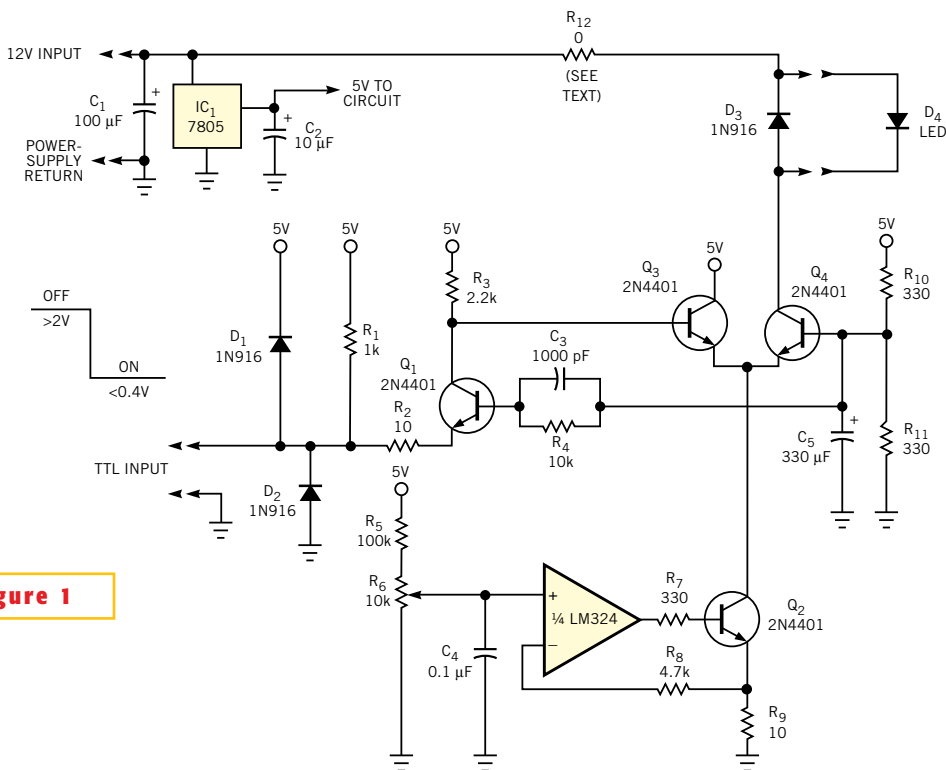 12V INPUT
R12
0
(SEE
TEXT)
C1
100 µF
+
IC1
7805
5V TO
CIRCUIT
+
C2
10 µF
POWER-
SUPPLY
RETURN
D3
1N916
D4
LED
5V
5V
5V
5V
5V
OFF
>2V
ON
<0.4V
D1
1N916
R1
1k
R3
2.2k
Q3
2N4401
Q4
2N4401
R10
330
Q1
2N4401
C3
1000 pF
R2
10
R4
10k
C5
330 µF
+
R11
330
TTL INPUT
D2
1N916
5V
R5
100k
R6
10k
gure 1
C4
0.1 µF
+
¼ LM324
–
R7
330
Q2
2N4401
R8
4.7k
R9
10